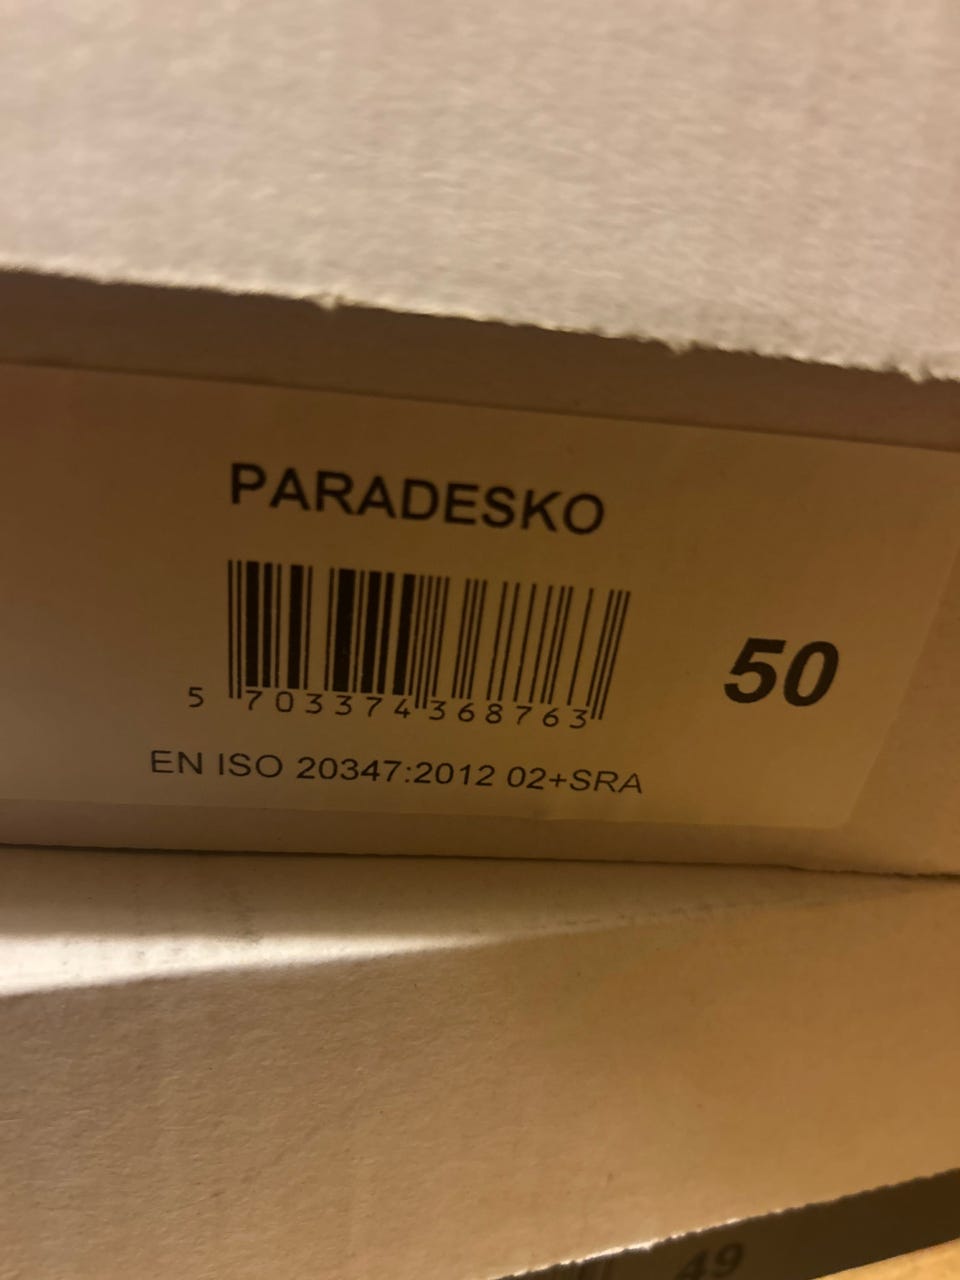 PARADESKO
5 703374 368763
50
EN ISO 20347:2012 02+SRA
49